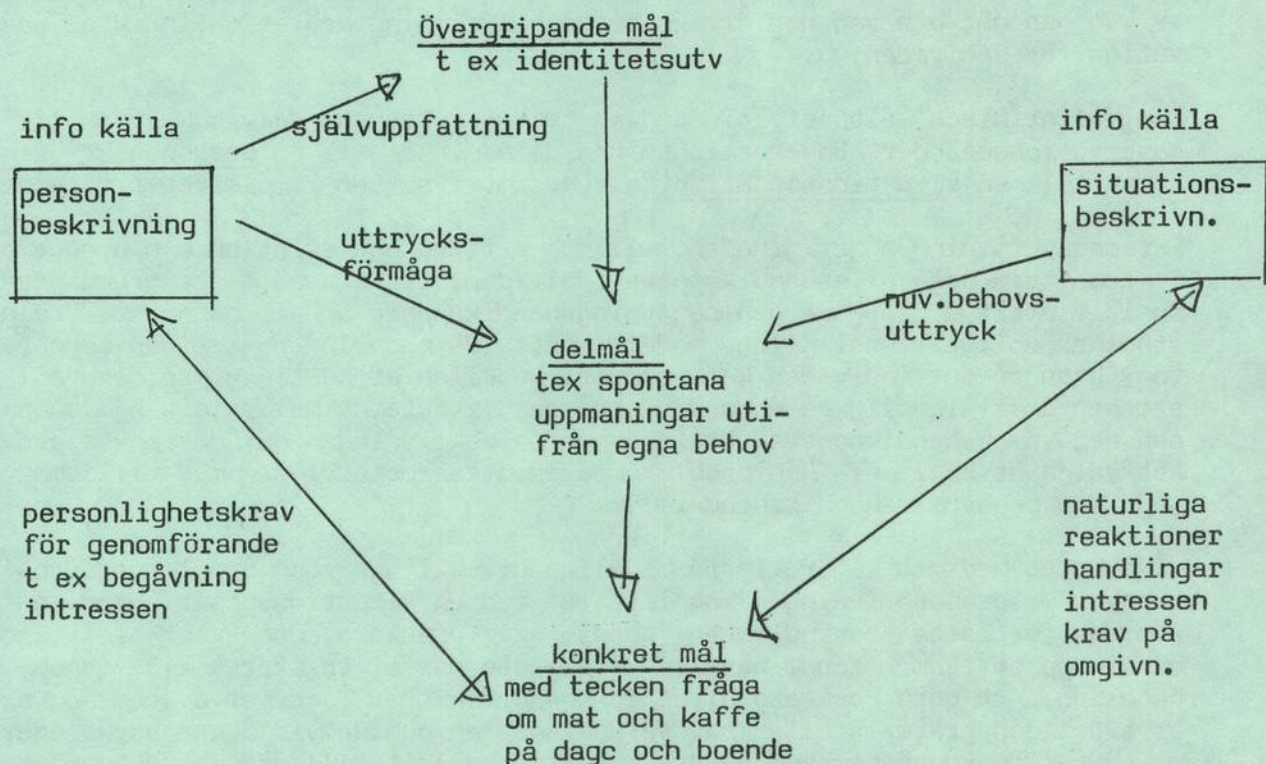 Övergripande mål
t ex identitetsutv
info källa
självuppfattning
info källa
person-
beskrivning
situations-
beskrivn.
uttrycks-
förmåga
nuv.behovs-
uttryck
delmål
tex spontana
uppmaningar uti-
från egna behov
personlighetskrav
för genomförande
t ex begåvning
intressen
naturliga
reaktioner
handlingar
intressen
krav på
omgivn.
konkret mål
med tecken fråga
om mat och kaffe
på dagc och boende